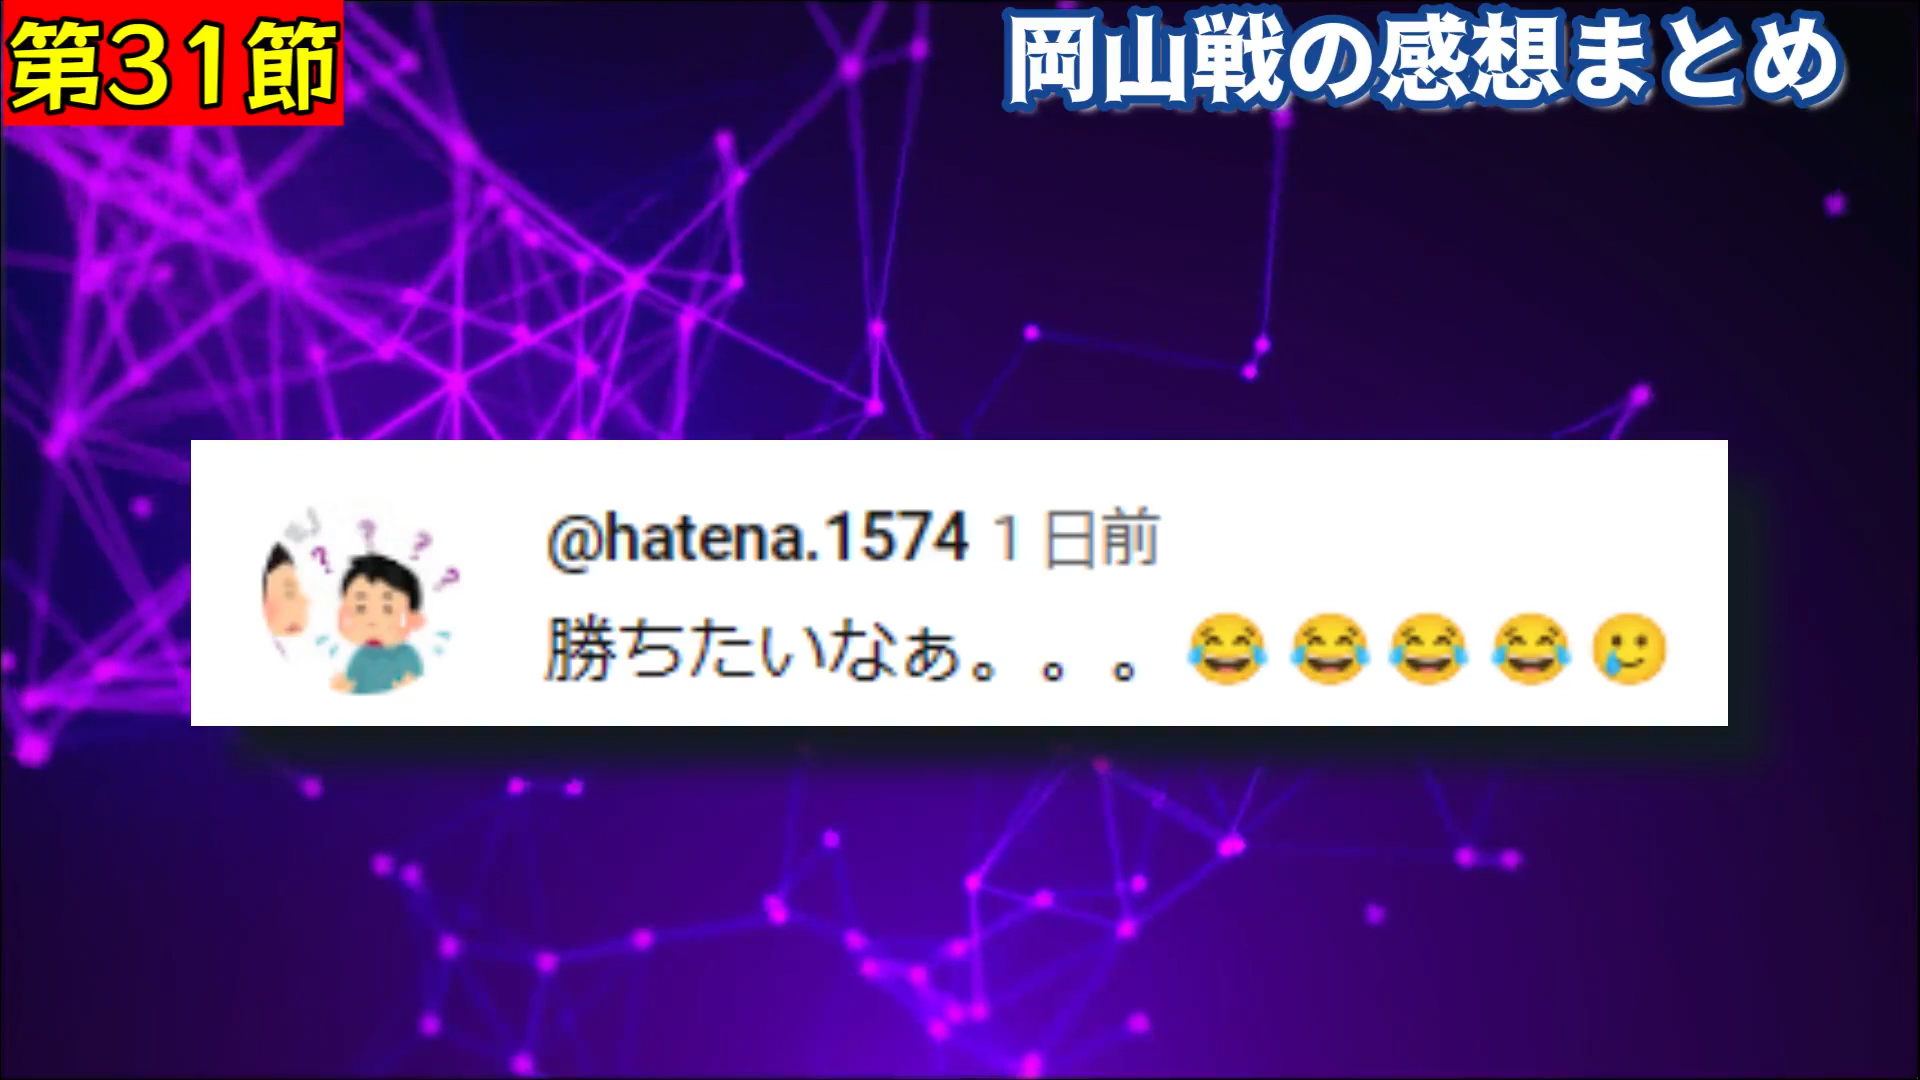 第31節
岡山戦の感想まとめ
@hatena.1574 1 日前
勝ちたいなぁ。。。😂😂😂😂🥲